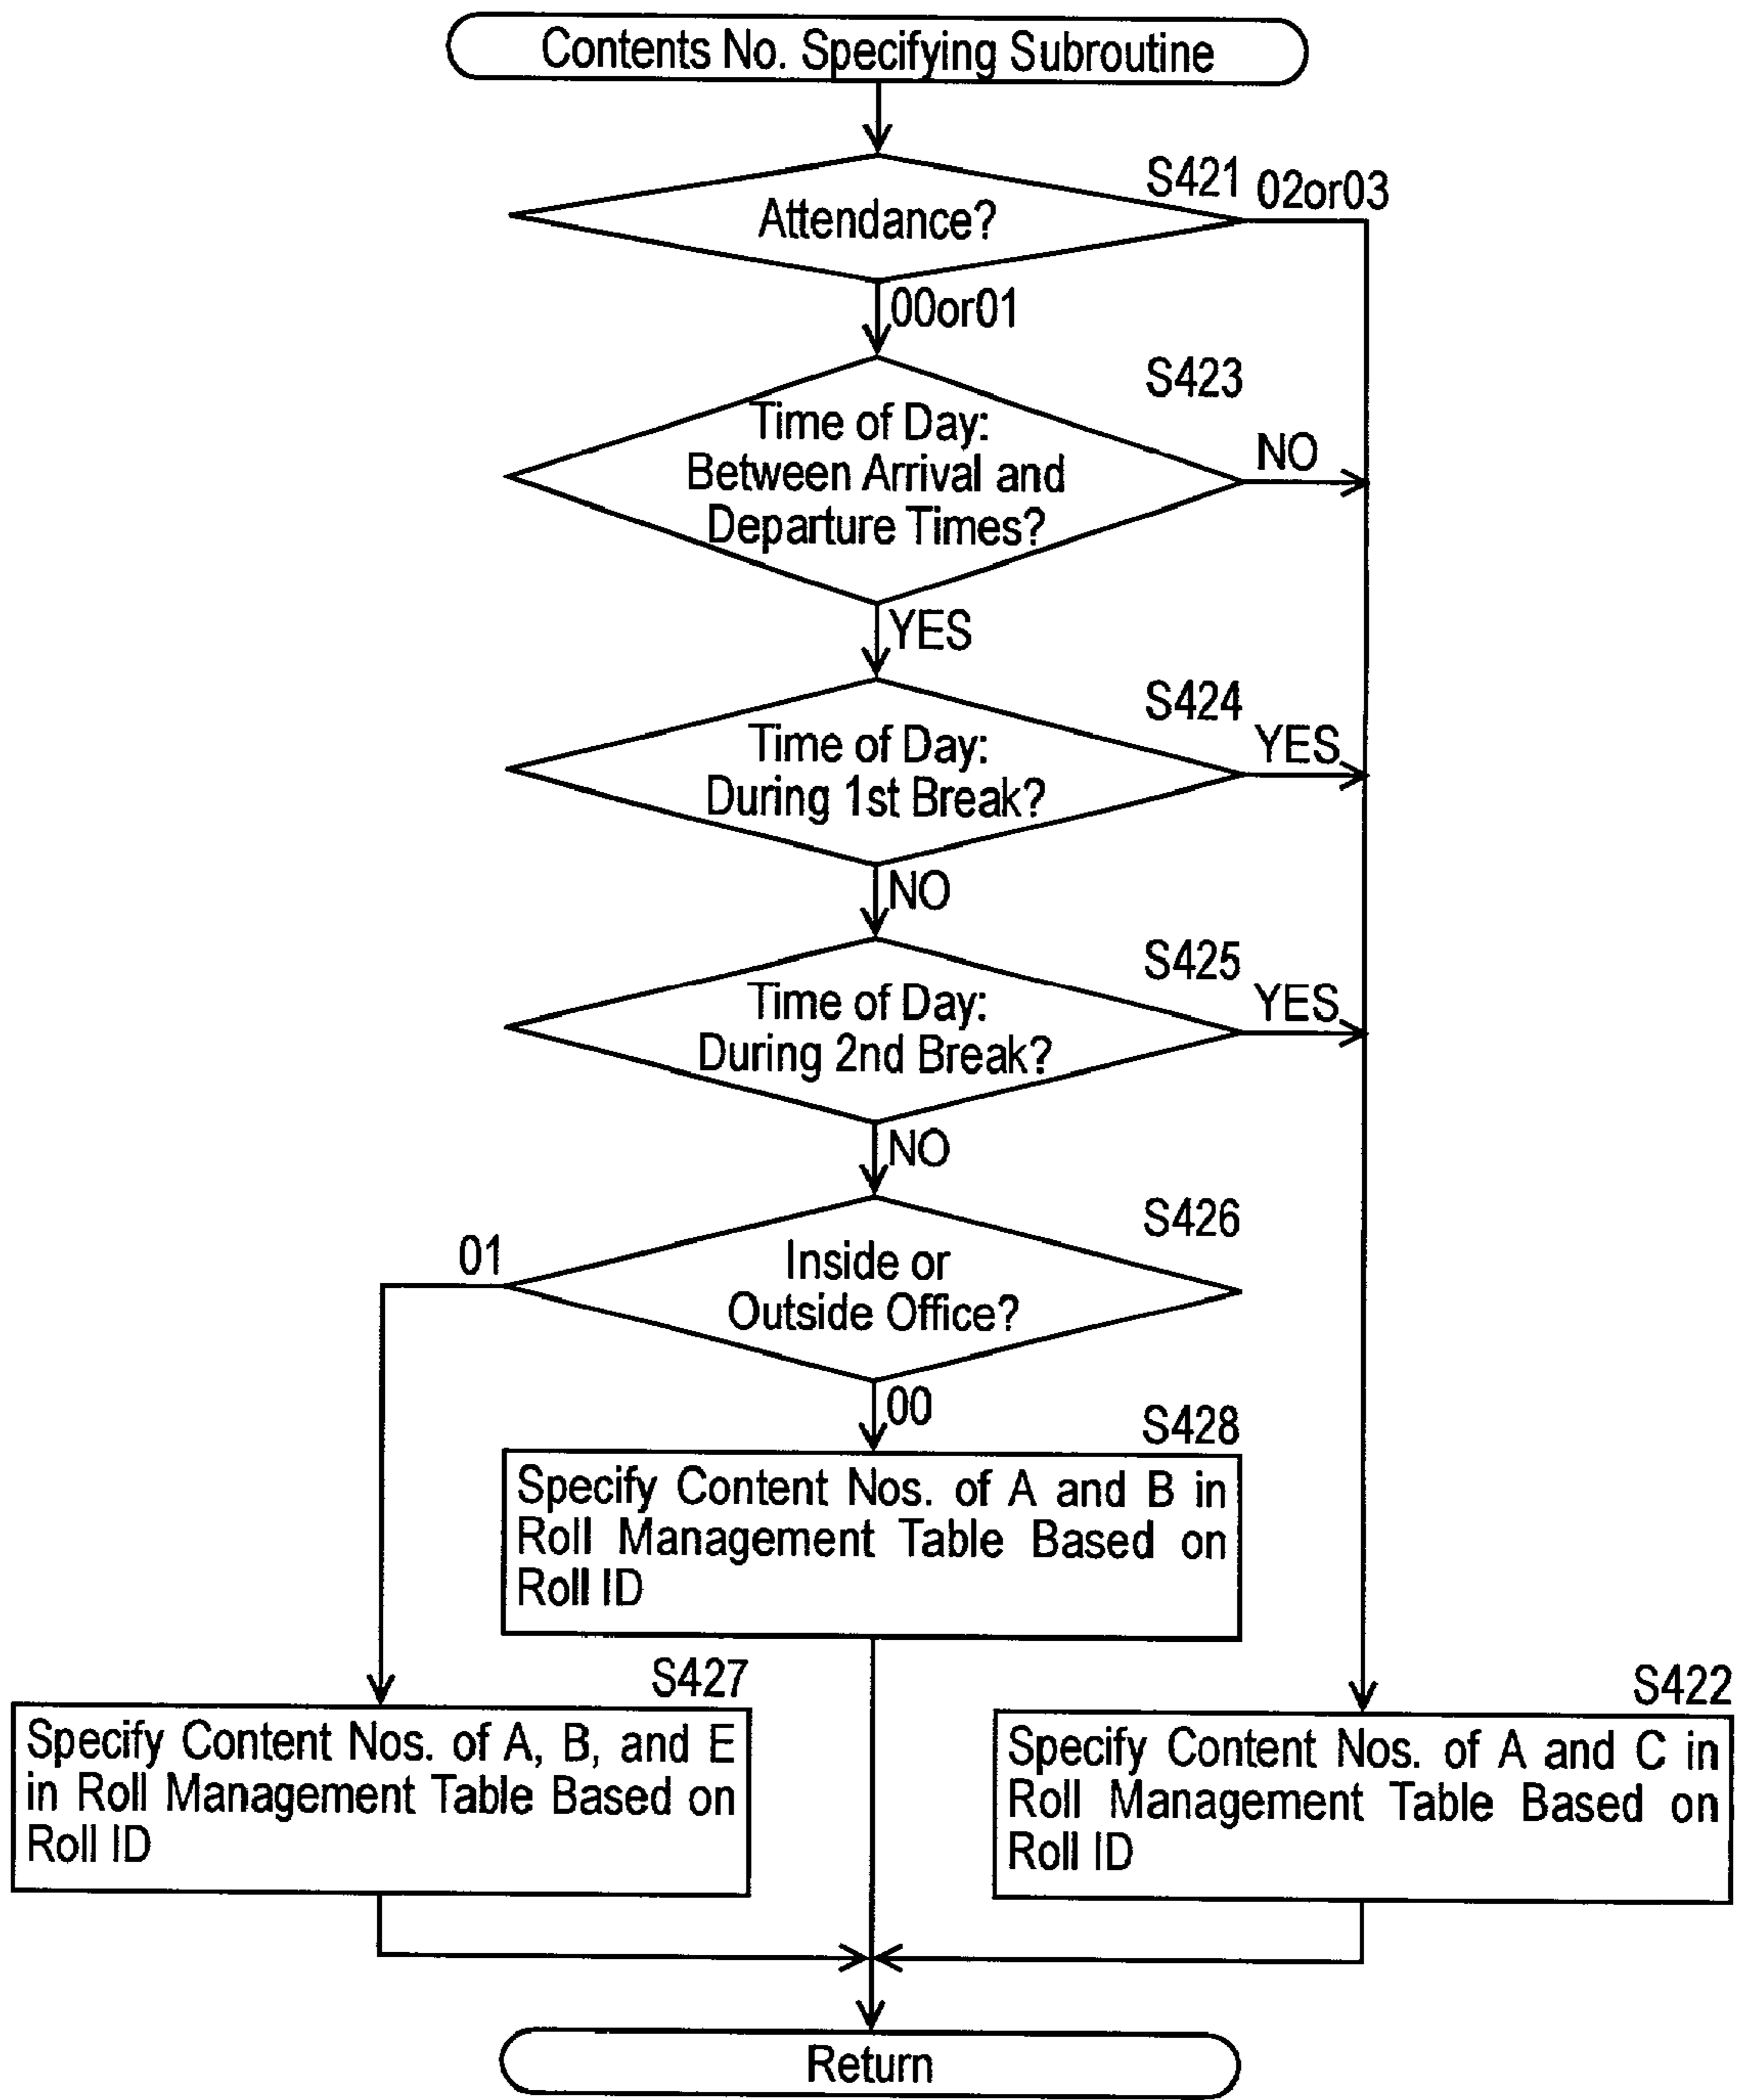 Contents No. Specifying Subroutine
S421
02or03
Attendance?
00or01
S423
Time of Day:
Between Arrival and
Departure Times?
NO
YES
S424
Time of Day:
During 1st Break?
YES
NO
S425
Time of Day:
During 2nd Break?
YES
NO
S426
01
Inside or
Outside Office?
00
S428
Specify Content Nos. of A and B in
Roll Management Table Based on
Roll ID
S427
Specify Content Nos. of A, B, and E
in Roll Management Table Based on
Roll ID
S422
Specify Content Nos. of A and C in
Roll Management Table Based on
Roll ID
Return